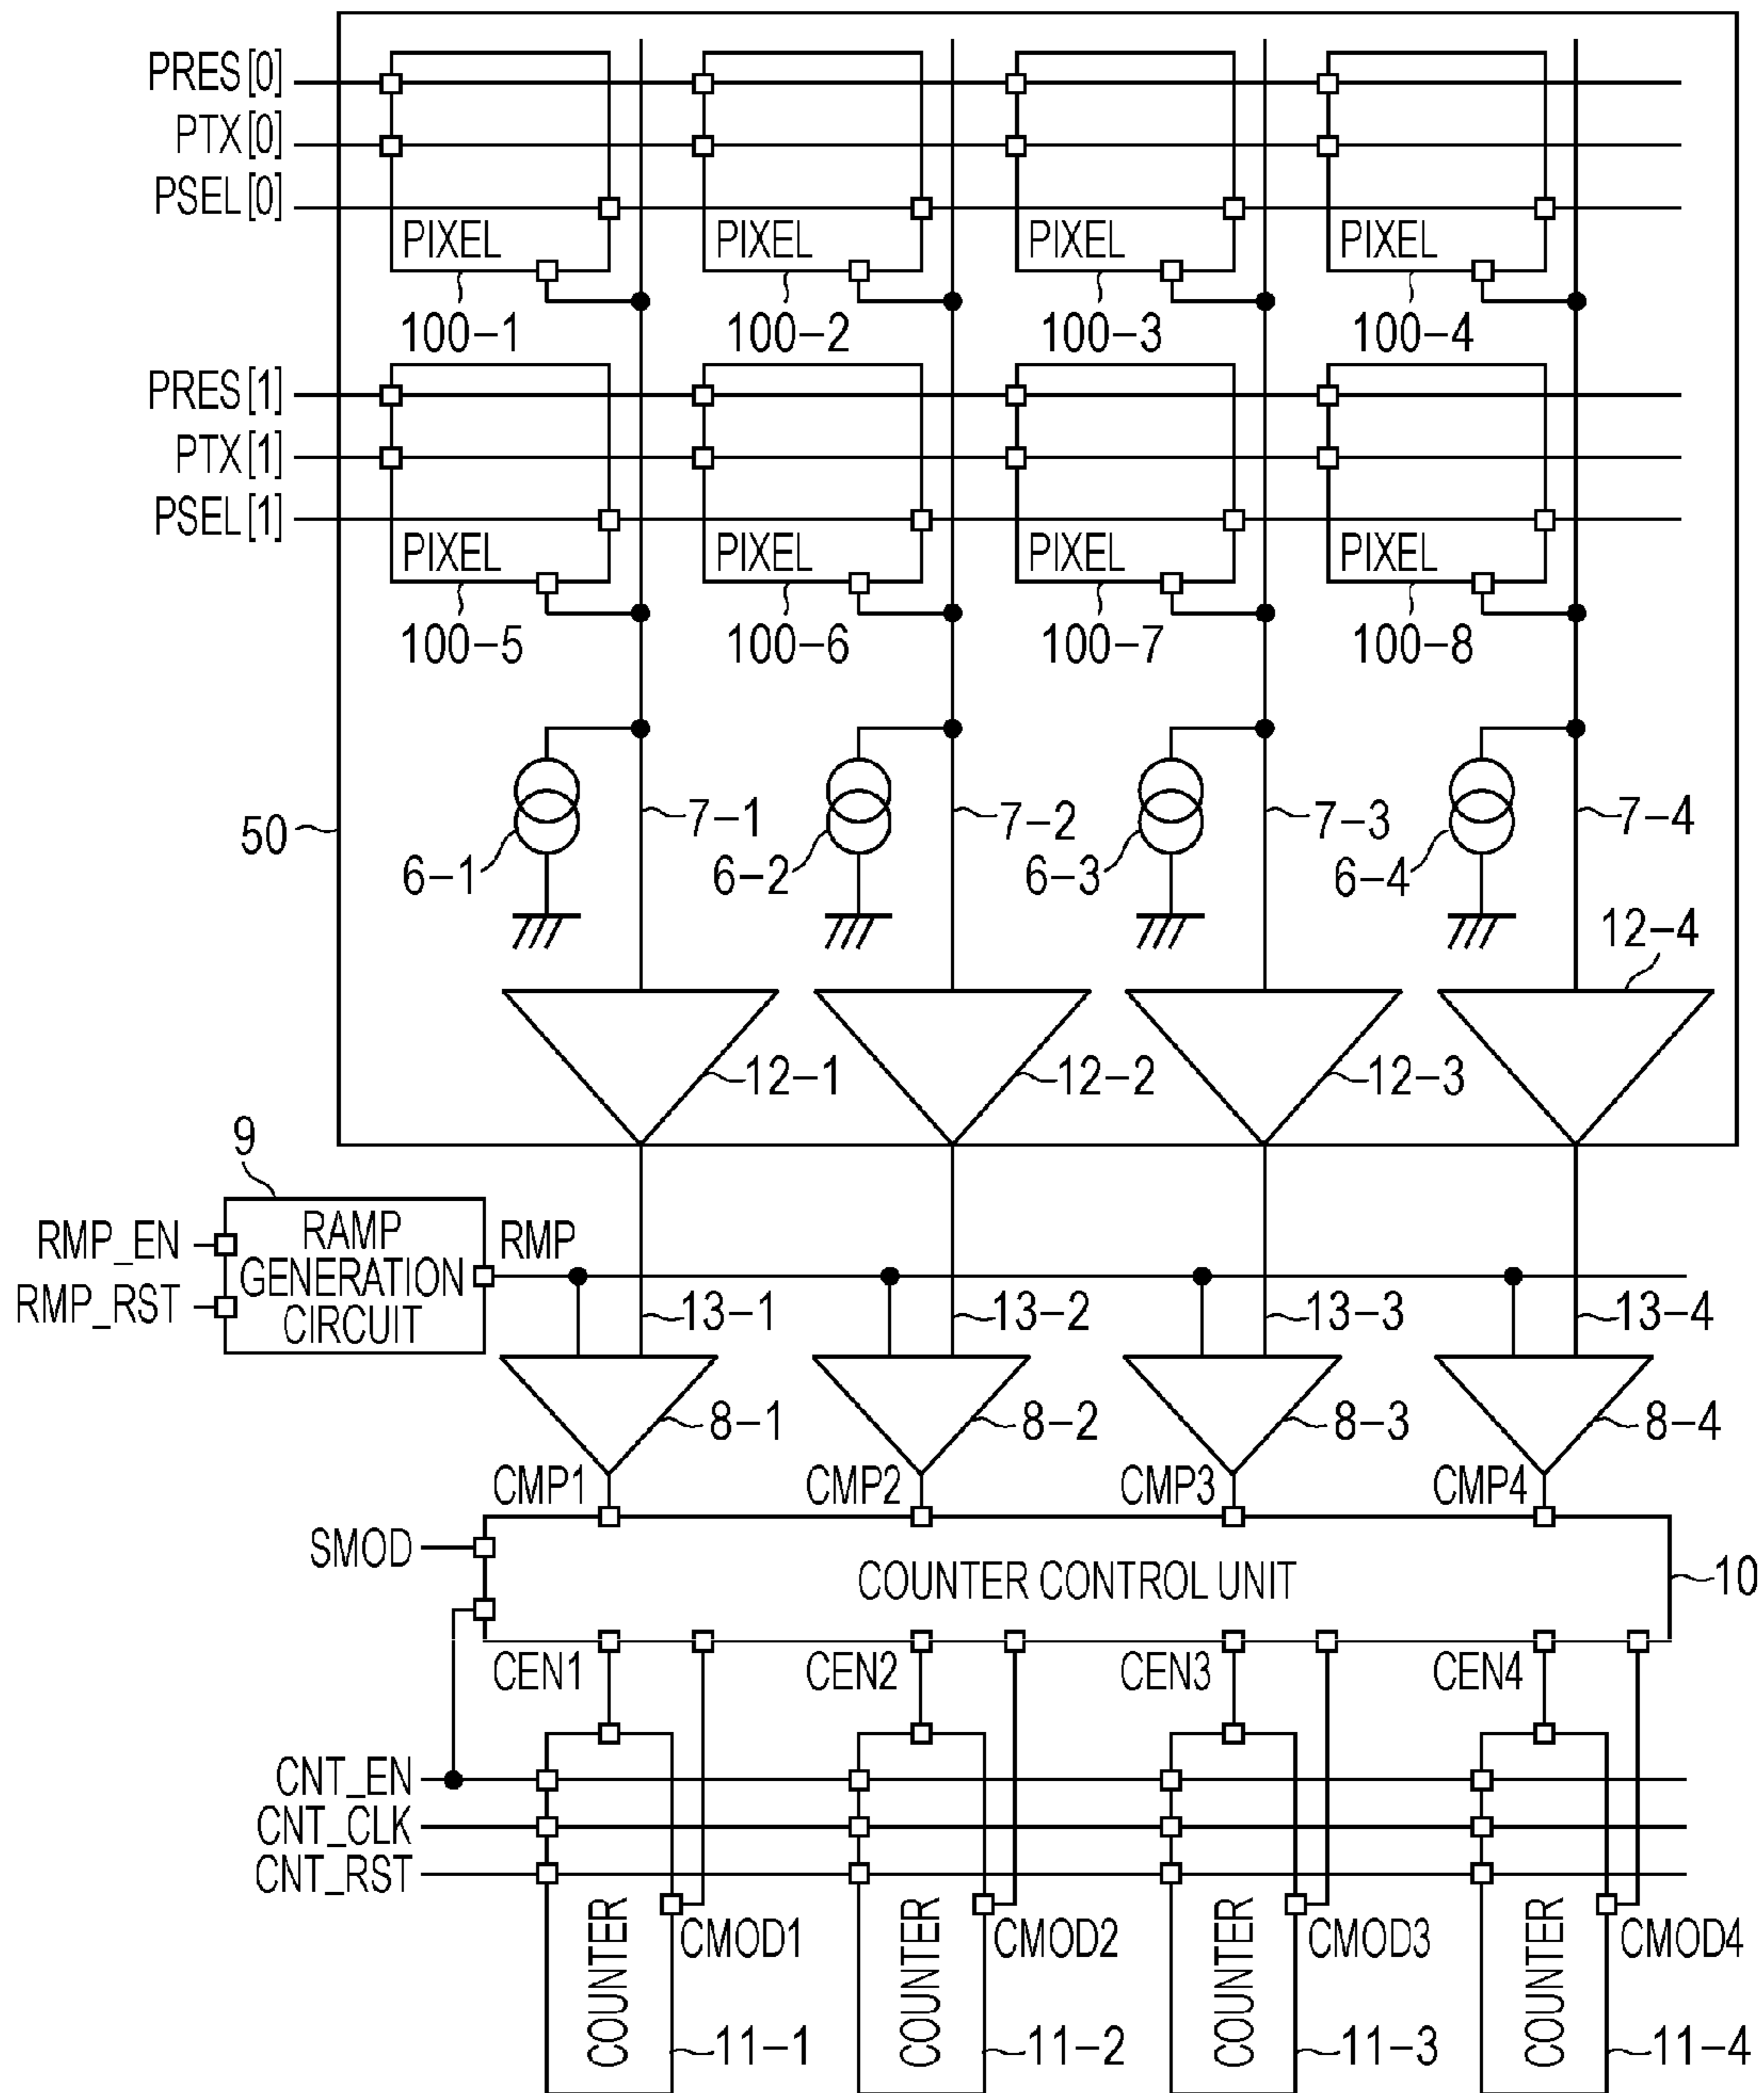 PRES[0]
PTX[0]
PSEL[0]
PIXEL PIXEL PIXEL PIXEL
100-1 100-2 100-3 100-4
PRES[1]
PTX[1]
PSEL[1]
PIXEL PIXEL PIXEL PIXEL
100-5 100-6 100-7 100-8
7-1 7-2 7-3 7-4
50
6-1 6-2 6-3 6-4
12-4
12-1 12-2 12-3
9
RMP_EN
RMP_RST
RAMP
GENERATION
CIRCUIT
RMP
13-1 13-2 13-3 13-4
8-1 8-2 8-3 8-4
CMP1 CMP2 CMP3 CMP4
SMOD
COUNTER CONTROL UNIT
10
CEN1 CEN2 CEN3 CEN4
CNT_EN
CNT_CLK
CNT_RST
COUNTER COUNTER COUNTER COUNTER
CMOD1 CMOD2 CMOD3 CMOD4
11-1 11-2 11-3 11-4